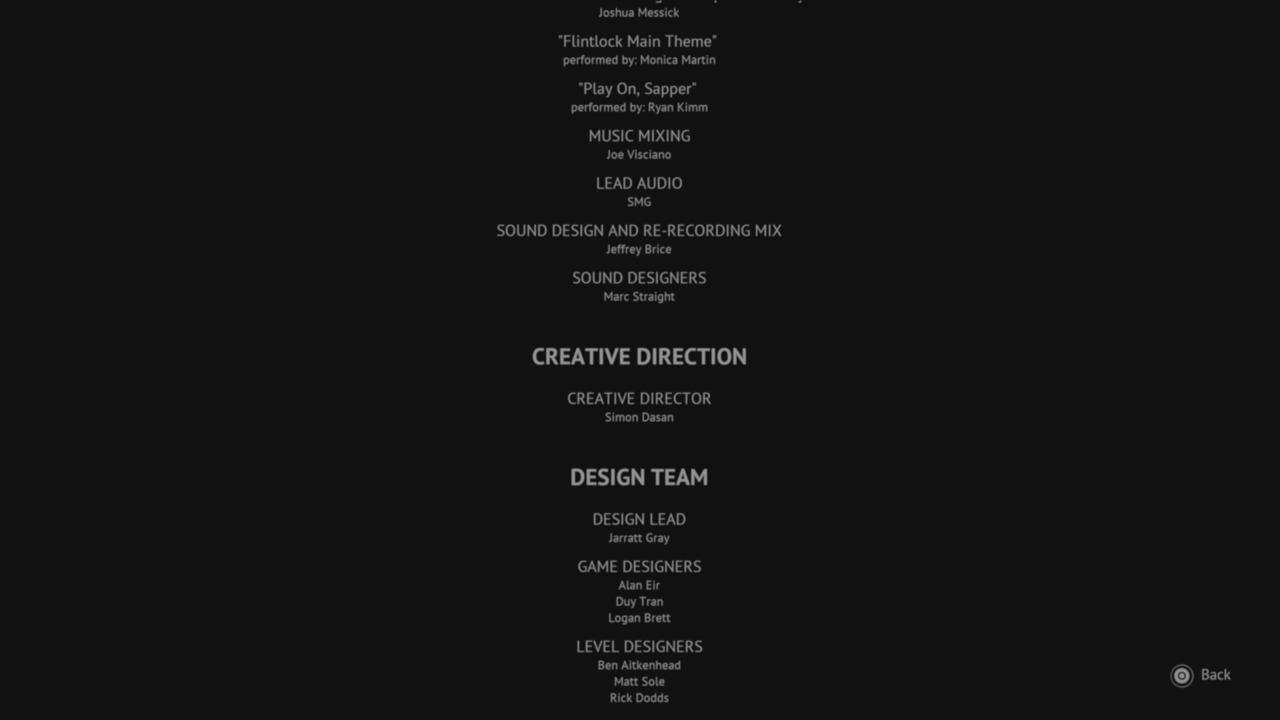 Joshua Messick
"Flintlock Main Theme"
performed by: Monica Martin
"Play On, Sapper"
performed by: Ryan Kimm
MUSIC MIXING
Joe Visciano
LEAD AUDIO
SMG
SOUND DESIGN AND RE-RECORDING MIX
Jeffrey Brice
SOUND DESIGNERS
Marc Straight
CREATIVE DIRECTION
CREATIVE DIRECTOR
Simon Dasan
DESIGN TEAM
DESIGN LEAD
Jarratt Gray
GAME DESIGNERS
Alan Eir
Duy Tran
Logan Brett
LEVEL DESIGNERS
Ben Aitkenhead
Matt Sole
Rick Dodds
Back